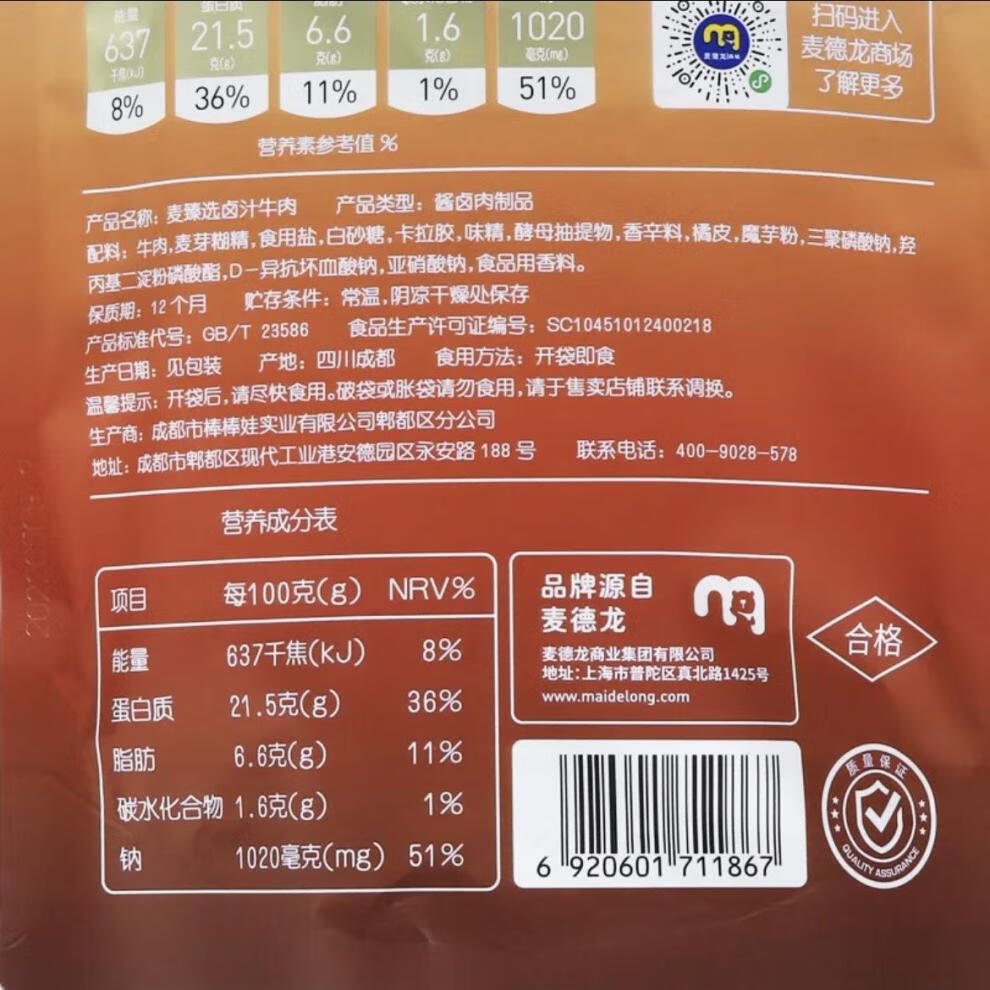 能量 蛋白质 脂肪
637 21.5 6.6 1.6 1020
千焦(kJ) 克(g) 克(g) 克(g) 毫克(mg)
8% 36% 11% 1% 51%
营养素参考值 %
扫码进入
麦德龙商场
了解更多
产品名称: 麦臻选卤汁牛肉 产品类型: 酱卤肉制品
配料: 牛肉,麦芽糊精,食用盐,白砂糖,卡拉胶,味精,酵母抽提物,香辛料,橘皮,魔芋粉,三聚磷酸钠,羟
丙基二淀粉磷酸酯,D-异抗坏血酸钠,亚硝酸钠,食品用香料。
保质期: 12个月 贮存条件: 常温,阴凉干燥处保存
产品标准代号: GB/T 23586 食品生产许可证编号: SC10451012400218
生产日期: 见包装 产地: 四川成都 食用方法: 开袋即食
温馨提示: 开袋后,请尽快食用。破袋或胀袋请勿食用,请于售卖店铺联系调换。
生产商: 成都市棒棒娃实业有限公司郫都区分公司
地址: 成都市郫都区现代工业港安德园区永安路188号 联系电话: 400-9028-578
营养成分表
项目 每100克(g) NRV%
能量 637千焦(kJ) 8%
蛋白质 21.5克(g) 36%
脂肪 6.6克(g) 11%
碳水化合物 1.6克(g) 1%
钠 1020毫克(mg) 51%
品牌源自
麦德龙
麦德龙商业集团有限公司
地址:上海市普陀区真北路1425号
www.maidelong.com
合格
6 920601 711867
质量保证
QUALITY ASSURANCE